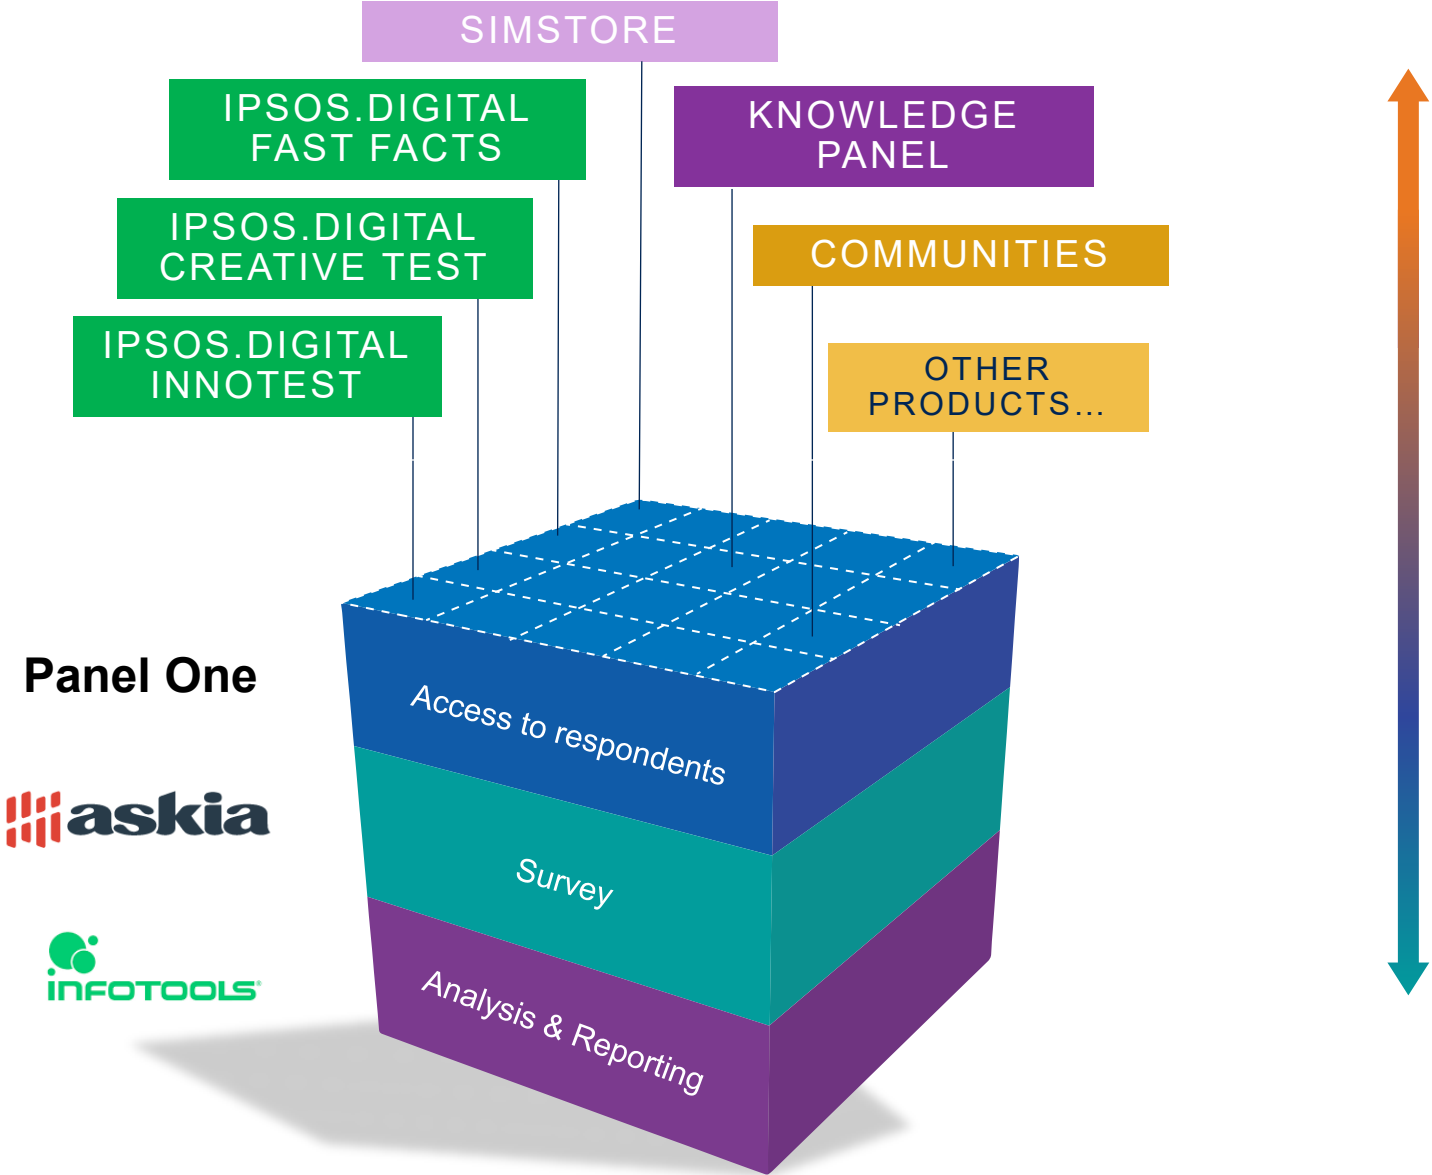 SIMSTORE
IPSOS.DIGITAL
FAST FACTS
KNOWLEDGE
PANEL
IPSOS.DIGITAL
CREATIVE TEST
COMMUNITIES
IPSOS.DIGITAL
INNOTEST
OTHER
PRODUCTS...
Panel One
Access to respondents
askia
Survey
INFOTOOLS®
Analysis & Reporting